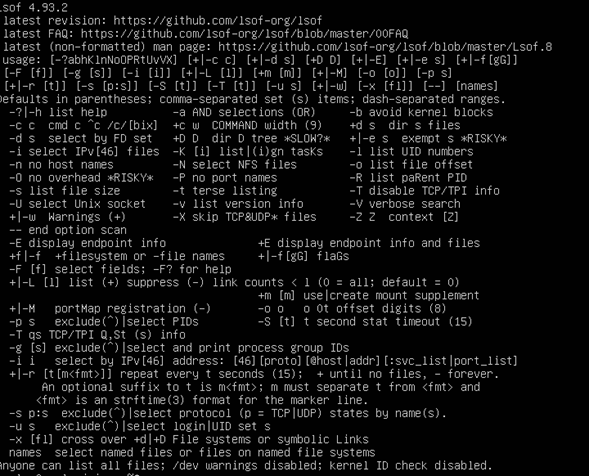 lsof 4.93.2
latest revision: https://github.com/lsof-org/lsof
latest FAQ: https://github.com/lsof-org/lsof/blob/master/00FAQ
latest (non-formatted) man page: https://github.com/lsof-org/lsof/blob/master/Lsof.8
usage: [-?abhKlnNoOPRtUvVX] [+|-c c] [+|-d s] [+D D] [+|-E] [+|-e s] [+|-f[gG]]
[-F [f]] [-g [s]] [-i [i]] [+|-L [l]] [+m [m]] [+|-M] [-o [o]] [-p s]
[+|-r [t]] [-s [p:s]] [-S [t]] [-T [t]] [-u s] [+|-w] [-x [fl]] [--] [names]
Defaults in parentheses; comma-separated set (s) items; dash-separated ranges.
-?|-h list help -a AND selections (OR) -b avoid kernel blocks
-c c cmd c ^c /c/[bix] +c w COMMAND width (9) +d s dir s files
-d s select by FD set +D D dir D tree *SLOW?* +|-e s exempt s *RISKY*
-i select IPv[46] files -K [i] list|(i)gn tasKs -l list UID numbers
-n no host names -N select NFS files -o list file offset
-O no overhead *RISKY* -P no port names -R list paRent PID
-s list file size -t terse listing -T disable TCP/TPI info
-U select Unix socket -v list version info -V verbose search
+|-w Warnings (+) -X skip TCP&UDP* files -Z Z context [Z]
-- end option scan
-E display endpoint info +E display endpoint info and files
+f|-f +filesystem or -file names +|-f[gG] flaGs
-F [f] select fields; -F? for help
+|-L [l] list (+) suppress (-) link counts < l (0 = all; default = 0)
+m [m] use|create mount supplement
+|-M portMap registration (-) -o o o 0t offset digits (8)
-p s exclude(^)|select PIDs -S [t] t second stat timeout (15)
-T qs TCP/TPI Q,St (s) info
-g [s] exclude(^)|select and print process group IDs
-i i select by IPv[46] address: [46][proto][@host|addr][:svc_list|port_list]
+|-r [t[m<fmt>]] repeat every t seconds (15); + until no files, - forever.
An optional suffix to t is m<fmt>; m must separate t from <fmt> and
<fmt> is an strftime(3) format for the marker line.
-s p:s exclude(^)|select protocol (p = TCP|UDP) states by name(s).
-u s exclude(^)|select login|UID set s
-x [fl] cross over +d|+D File systems or symbolic Links
names select named files or files on named file systems
Anyone can list all files; /dev warnings disabled; kernel ID check disabled.